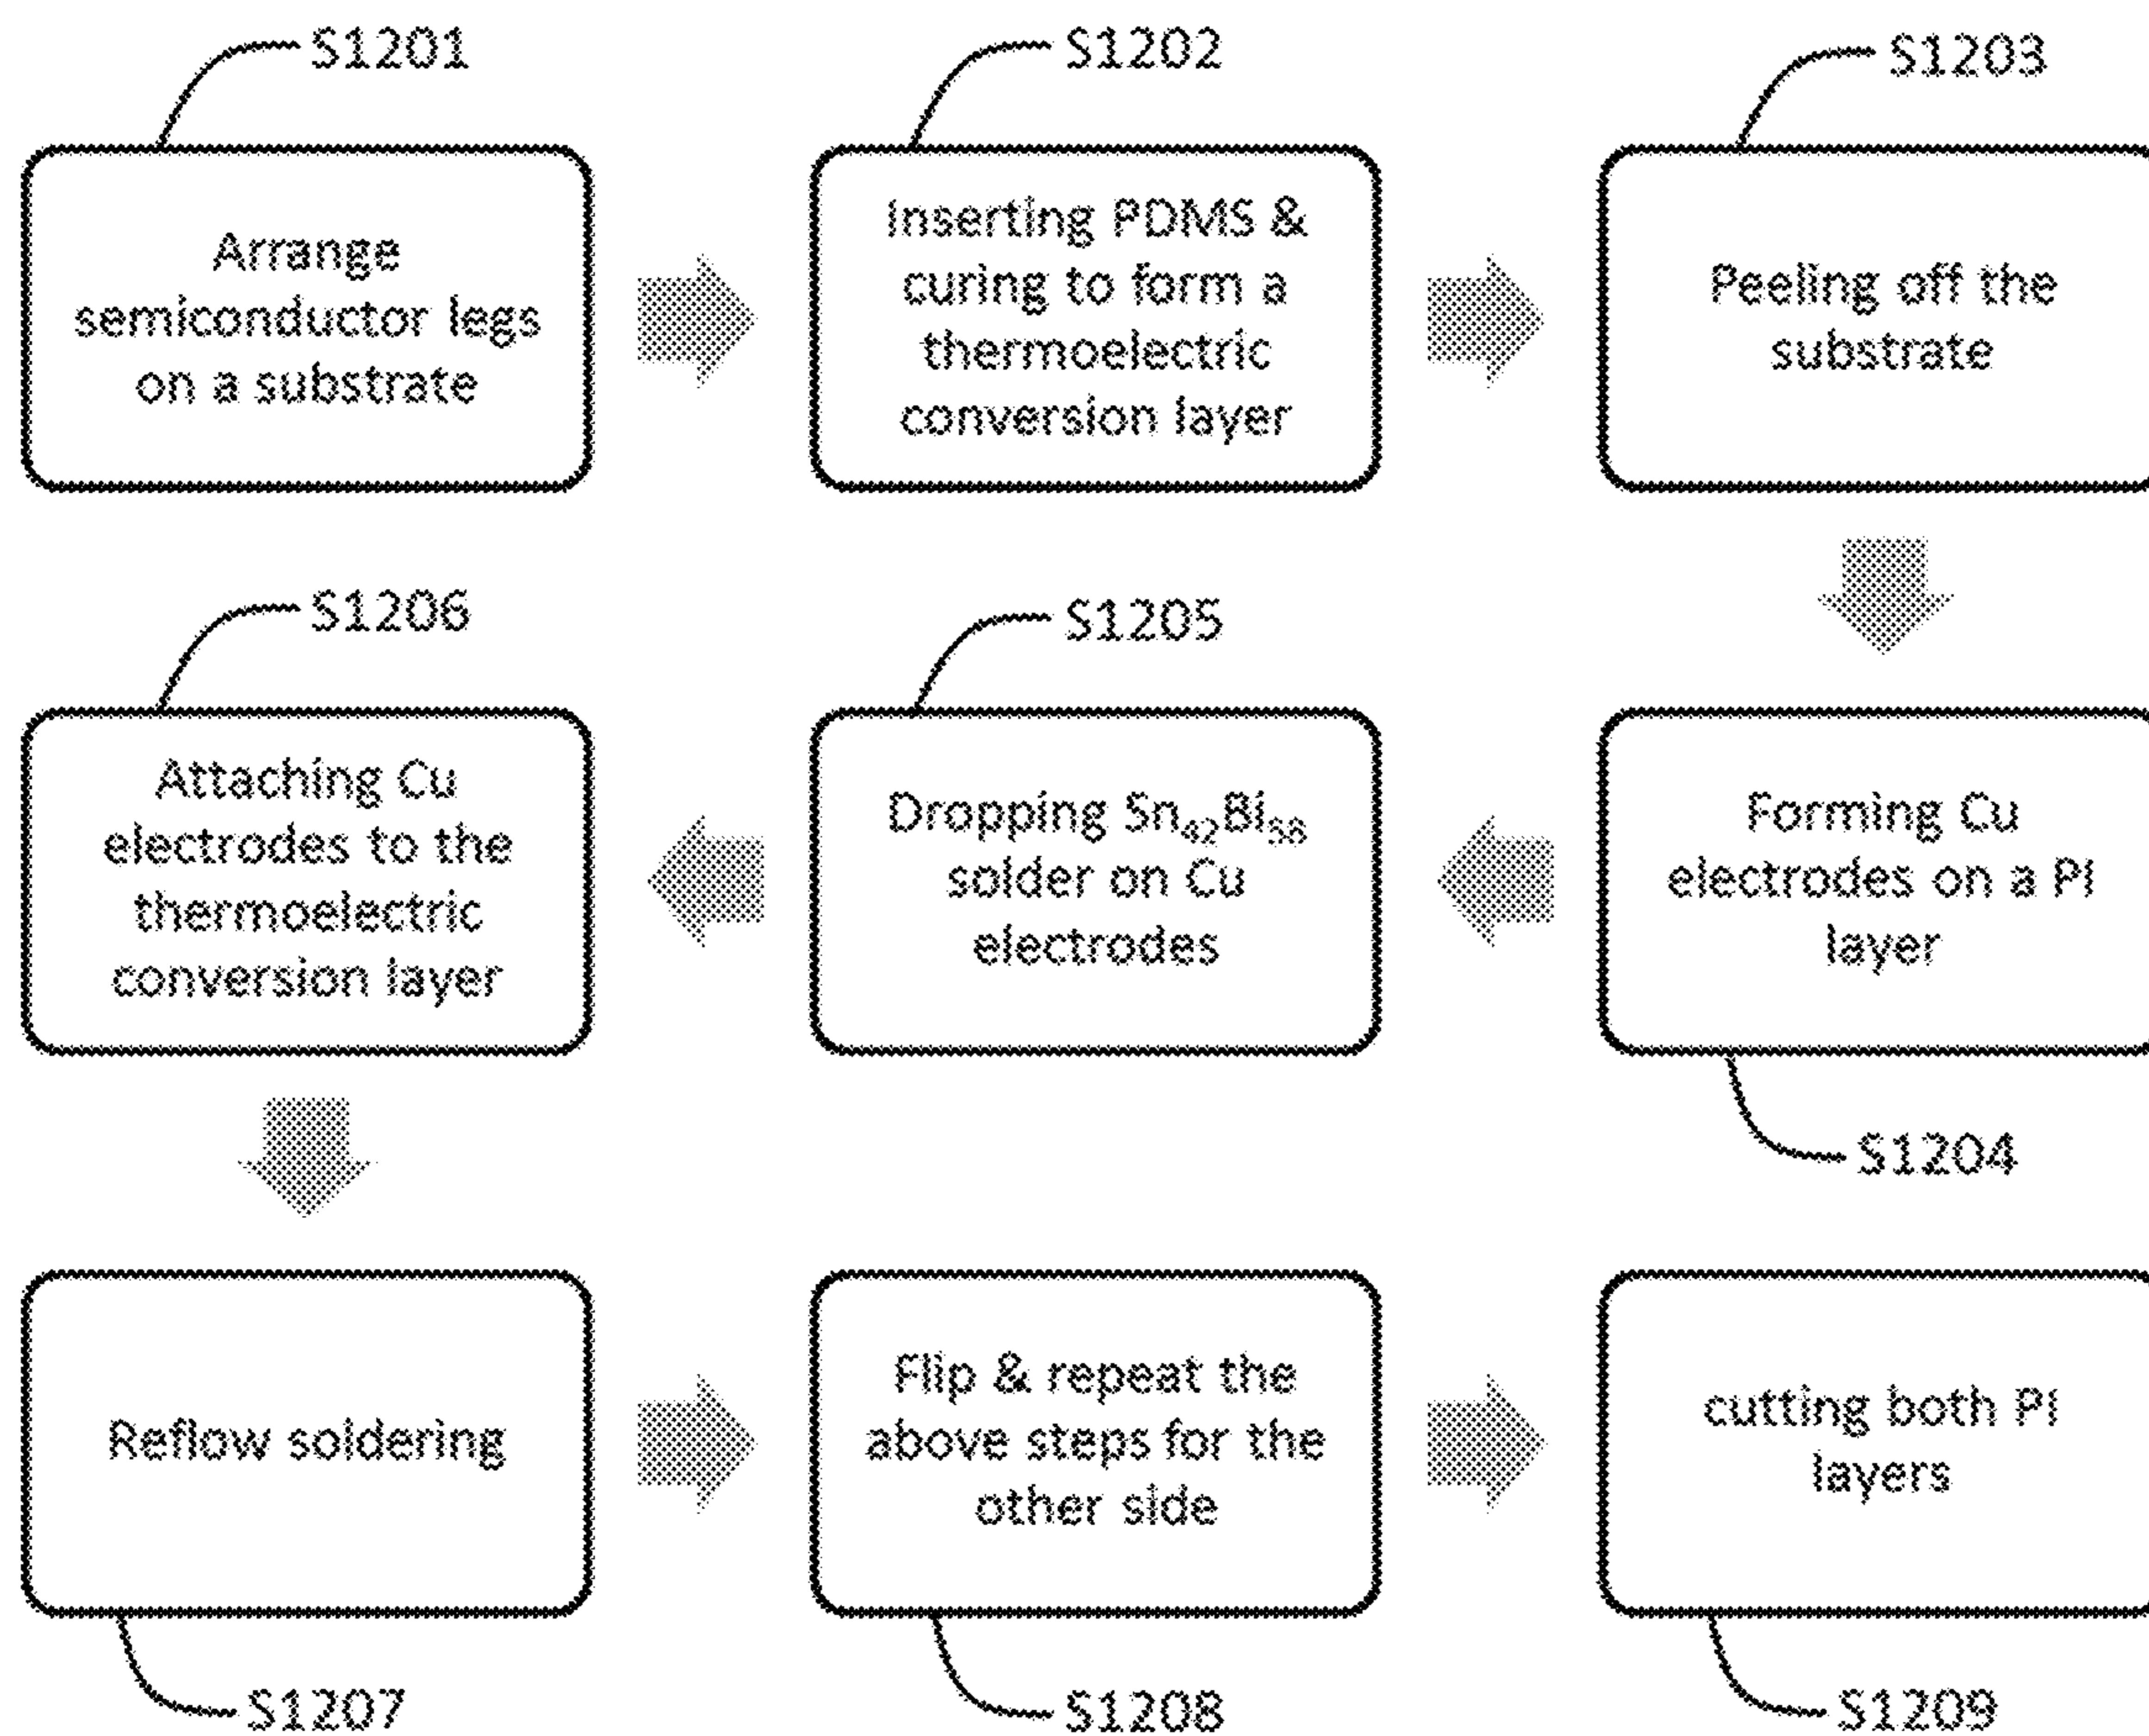 S1201
Arrange
semiconductor legs
on a substrate
S1202
Inserting PDMS &
curing to form a
thermoelectric
conversion layer
S1203
Peeling off the
substrate
S1204
Forming Cu
electrodes on a PI
layer
S1205
Dropping Sn₄₂Bi₅₈
solder on Cu
electrodes
S1206
Attaching Cu
electrodes to the
thermoelectric
conversion layer
S1207
Reflow soldering
S1208
Flip & repeat the
above steps for the
other side
S1209
cutting both PI
layers